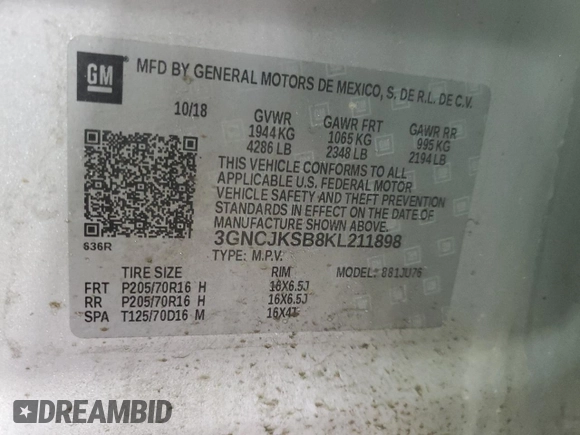 GM
MFD BY GENERAL MOTORS DE MEXICO, S. DE R.L. DE C.V.
10/18 GVWR GAWR FRT GAWR RR
1944 KG 1065 KG 995 KG
4286 LB 2348 LB 2194 LB
THIS VEHICLE CONFORMS TO ALL
APPLICABLE U.S. FEDERAL MOTOR
VEHICLE SAFETY AND THEFT PREVENTION
STANDARDS IN EFFECT ON THE DATE OF
MANUFACTURE SHOWN ABOVE.
3GNCJKSB8KL211898
636R
TYPE: M.P.V. MODEL: 881JU76
TIRE SIZE RIM
FRT P205/70R16 H 16X6.5J
RR P205/70R16 H 16X6.5J
SPA T125/70D16 M 16X4T
DREAMBID